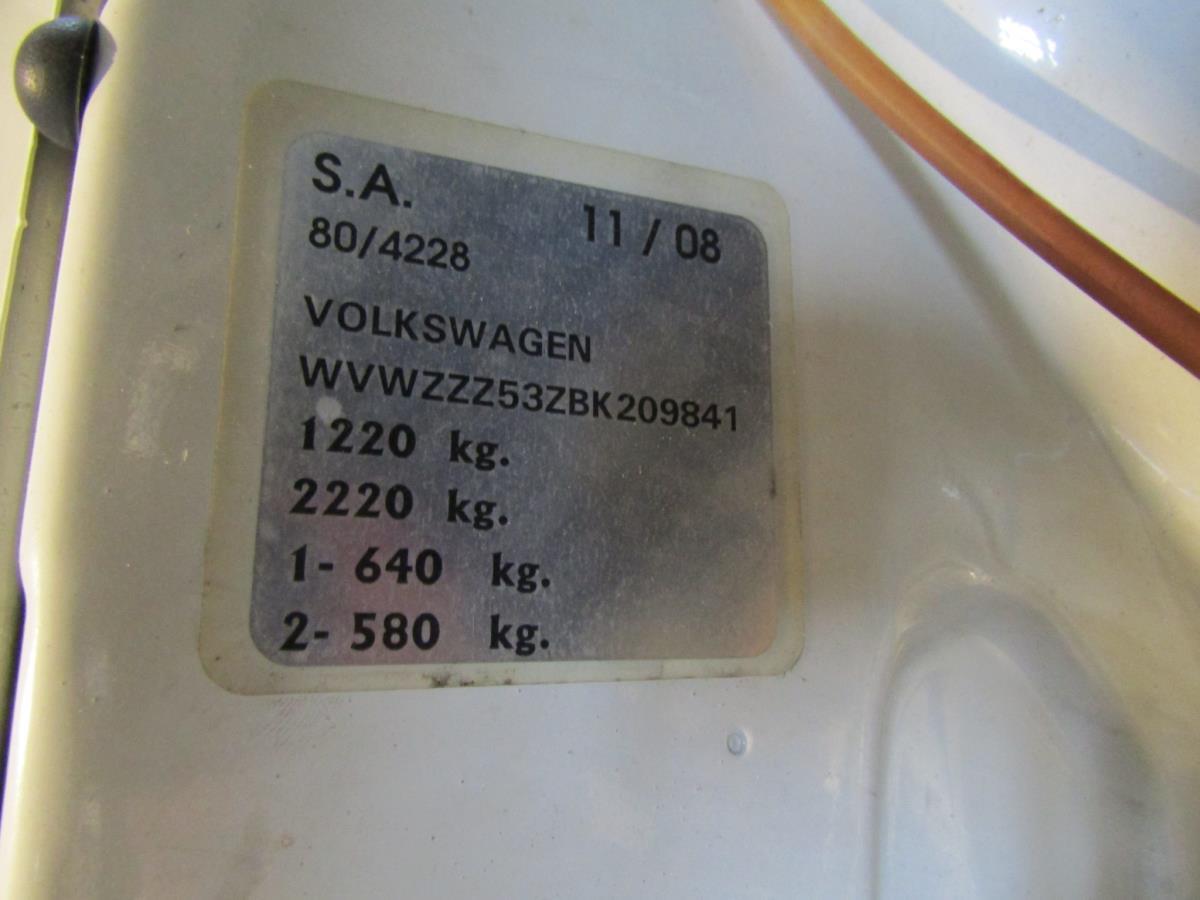 S.A. 11 / 08
80/4228
VOLKSWAGEN
WVWZZZ53ZBK209841
1220 kg.
2220 kg.
1- 640 kg.
2- 580 kg.